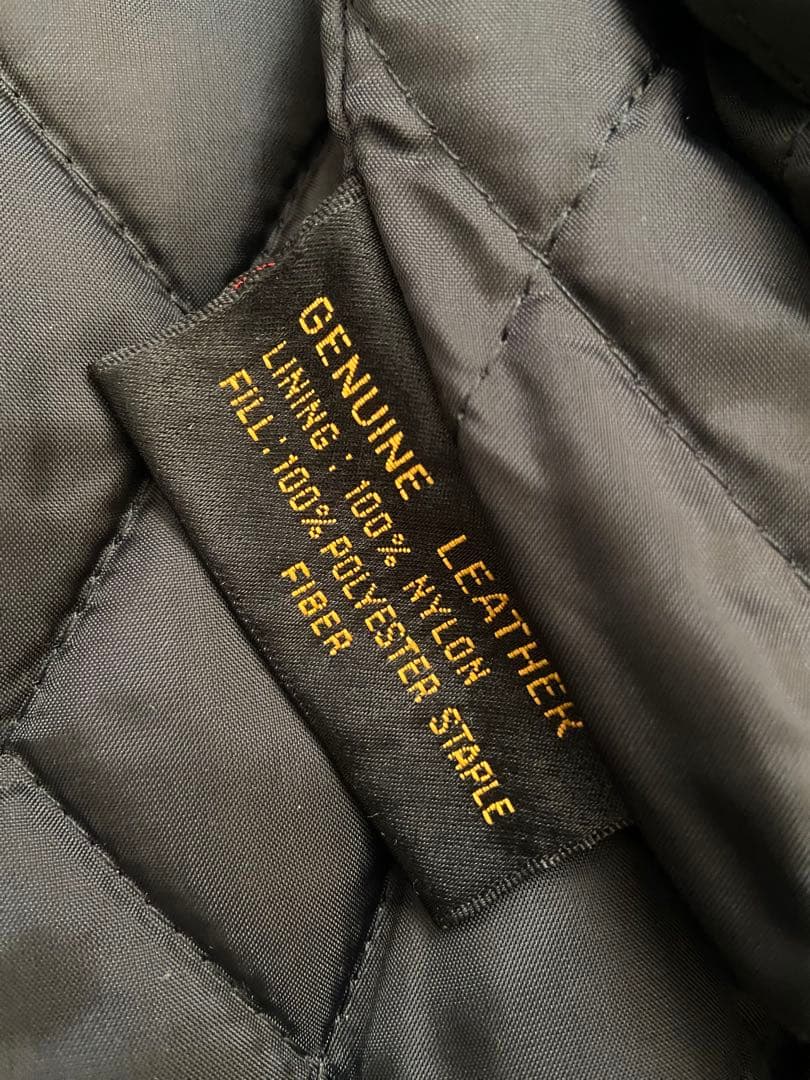 GENUINE LEATHER
LINING : 100% NYLON
FILL : 100% POLYESTER STAPLE
FIBER